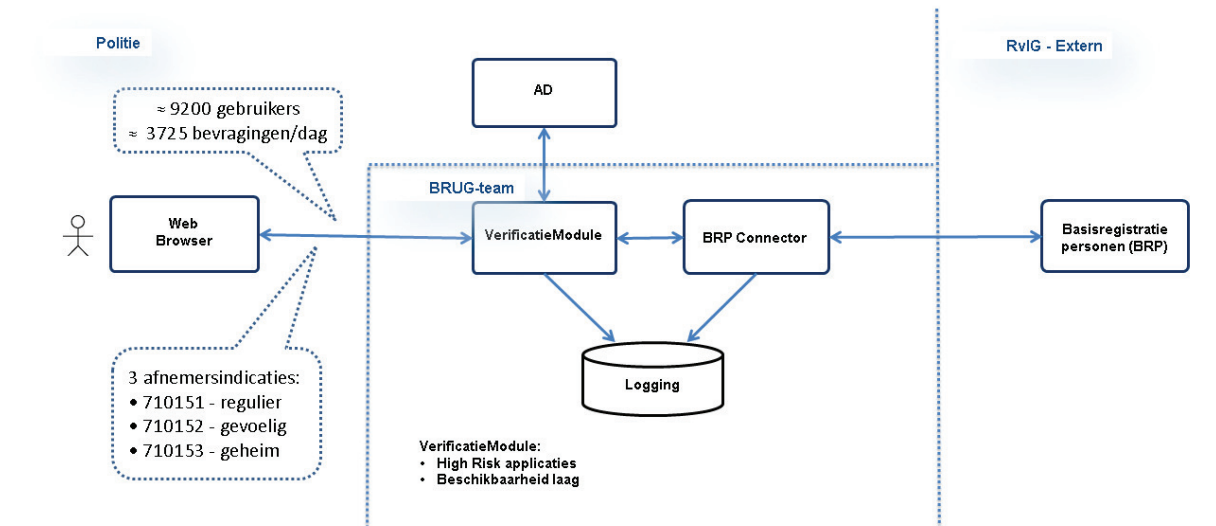 Politie
RvIG - Extern
AD
≈ 9200 gebruikers
≈ 3725 bevragingen/dag
BRUG-team
Web
Browser
VerificatieModule
BRP Connector
Basisregistratie
personen (BRP)
3 afnemersindicaties:
• 710151 - regulier
• 710152 - gevoelig
• 710153 - geheim
Logging
VerificatieModule:
• High Risk applicaties
• Beschikbaarheid laag